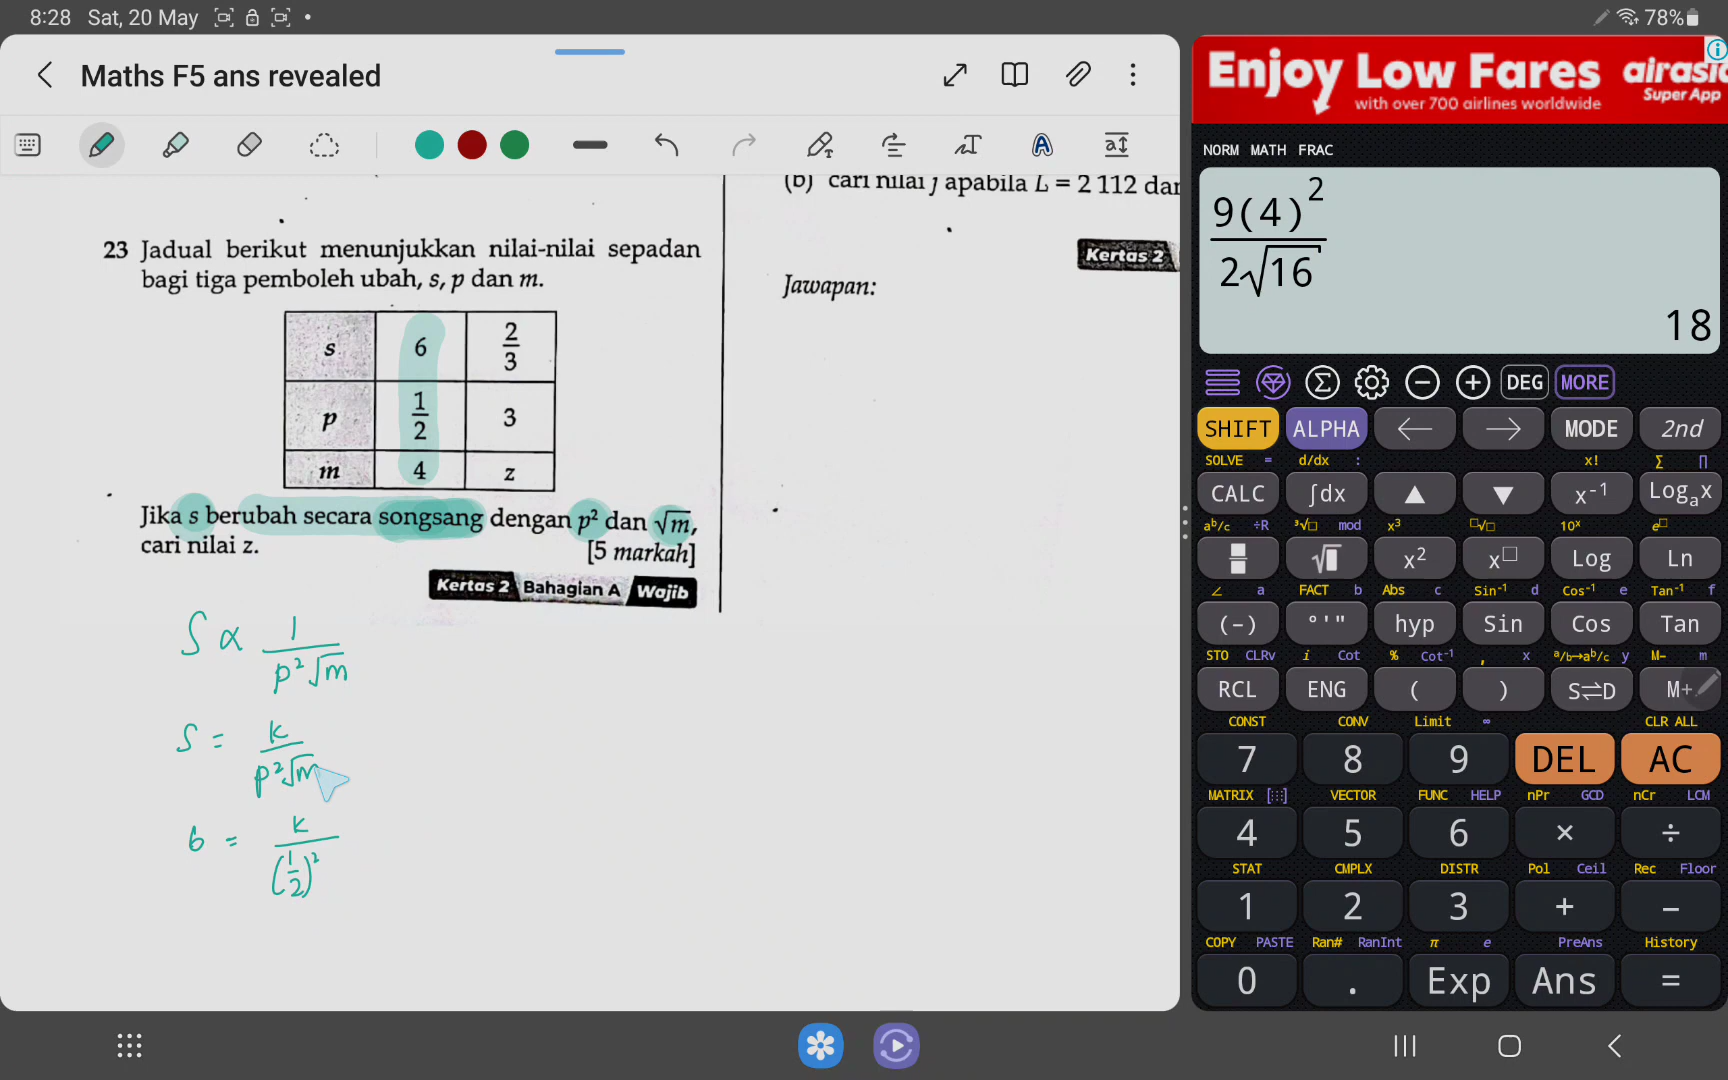 8:28 Sat, 20 May 78%
Maths F5 ans revealed
(b) cari nilai j apabila L = 2 112 dar
Kertas 2
Jawapan:
23 Jadual berikut menunjukkan nilai-nilai sepadan
bagi tiga pemboleh ubah, s, p dan m.
s 6 2/3
p 1/2 3
m 4 z
Jika s berubah secara songsang dengan p² dan √m,
cari nilai z. [5 markah]
Kertas 2 Bahagian A Wajib
S ∝ 1/(p²√m)
S = k/(p²√m)
6 = k/(1/2)²
Enjoy Low Fares airasia
with over 700 airlines worldwide Super App
NORM MATH FRAC
9(4)²/2√16
18
DEG MORE
SHIFT ALPHA ← → MODE 2nd
SOLVE = d/dx : x! Σ Π
CALC ∫dx ▲ ▼ x⁻¹ Logₐx
aᵇ/c ÷R ³√□ mod x³ □√□ 10ˣ e□
√ x² x□ Log Ln
∠ a FACT b Abs c Sin⁻¹ d Cos⁻¹ e Tan⁻¹ f
(−) °'" hyp Sin Cos Tan
STO CLRv i Cot % Cot⁻¹ , x a/b→aᵇ/c y M− m
RCL ENG ( ) S⇌D M+
CONST CONV Limit ∞ CLR ALL
7 8 9 DEL AC
MATRIX [∷] VECTOR FUNC HELP nPr GCD nCr LCM
4 5 6 × ÷
STAT CMPLX DISTR Pol Ceil Rec Floor
1 2 3 + −
COPY PASTE Ran# RanInt π e PreAns History
0 . Exp Ans =